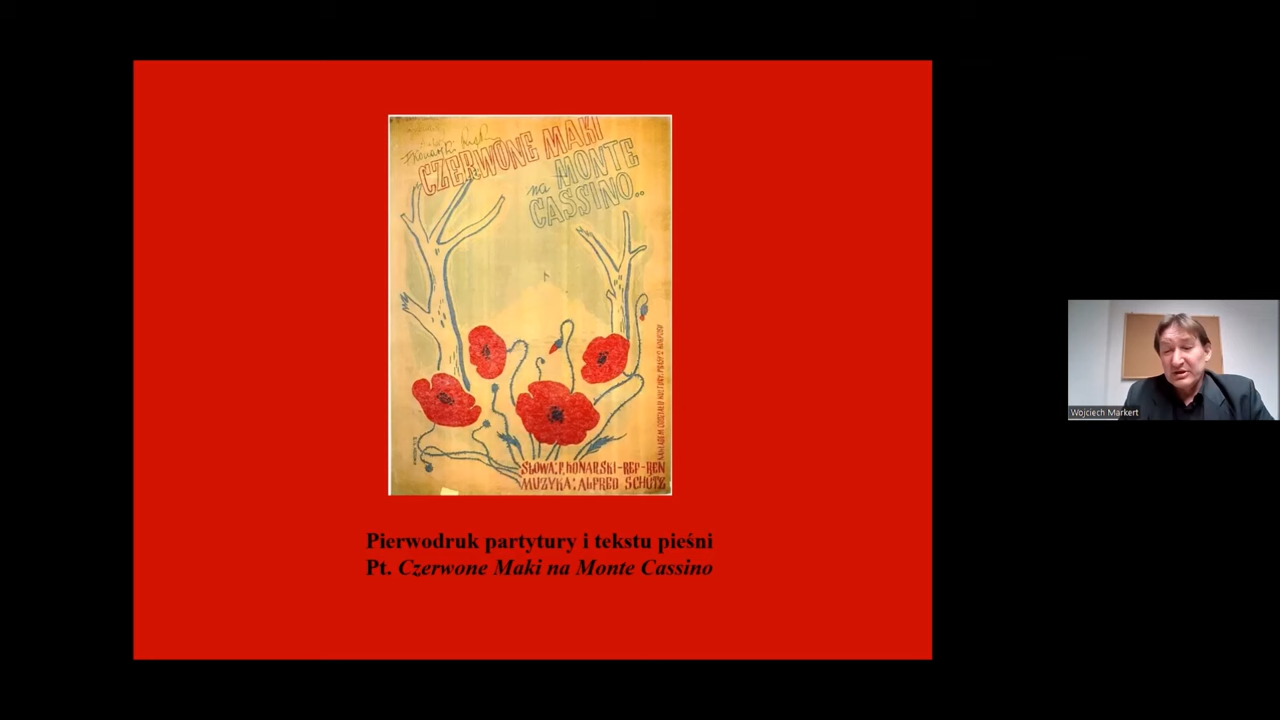 CZERWONE MAKI
na MONTE
CASSINO..
SŁOWA: F. KONARSKI-REF-REN
MUZYKA: ALFRED SCHÜTZ
Pierwodruk partytury i tekstu pieśni
Pt. Czerwone Maki na Monte Cassino
Wojciech Markert